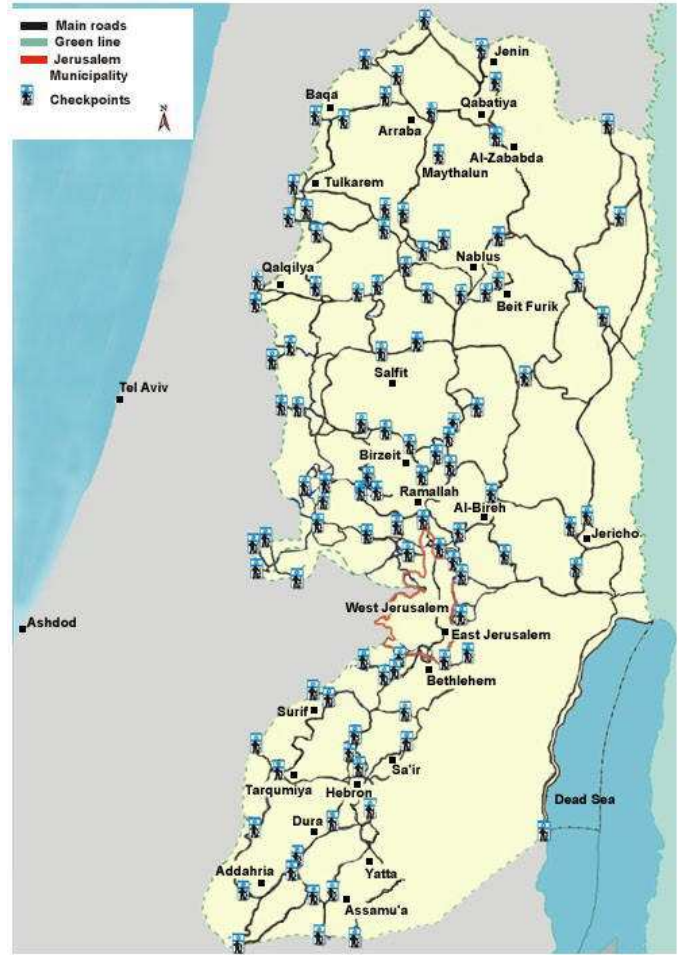 Main roads
Green line
Jerusalem
Municipality
Checkpoints
N
Jenin
Baqa
Qabatiya
Arraba
Al-Zababda
Maythalun
Tulkarem
Nablus
Qalqilya
Beit Furik
Salfit
Tel Aviv
Birzeit
Ramallah
Al-Bireh
Jericho
West Jerusalem
Ashdod
East Jerusalem
Bethlehem
Surif
Sa'ir
Tarqumiya
Hebron
Dead Sea
Dura
Addahria
Yatta
Assamu'a